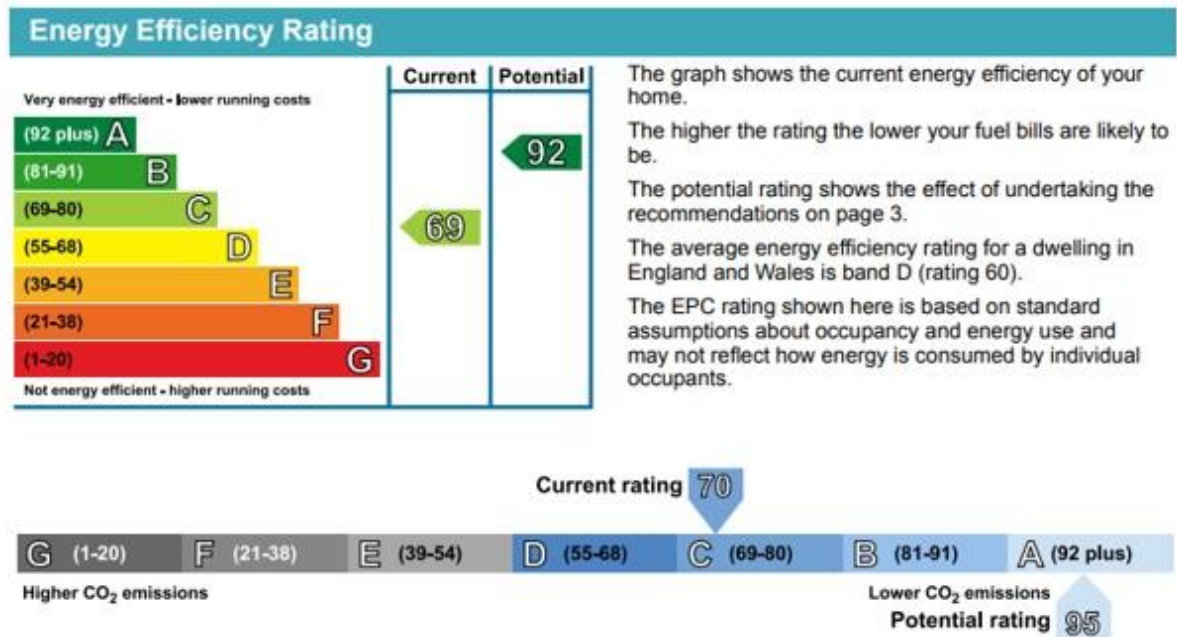 Energy Efficiency Rating
Current Potential
Very energy efficient - lower running costs
(92 plus) A
(81-91) B
(69-80) C
(55-68) D
(39-54) E
(21-38) F
(1-20) G
Not energy efficient - higher running costs
92
69
The graph shows the current energy efficiency of your
home.
The higher the rating the lower your fuel bills are likely to
be.
The potential rating shows the effect of undertaking the
recommendations on page 3.
The average energy efficiency rating for a dwelling in
England and Wales is band D (rating 60).
The EPC rating shown here is based on standard
assumptions about occupancy and energy use and
may not reflect how energy is consumed by individual
occupants.
Current rating 70
G (1-20) F (21-38) E (39-54) D (55-68) C (69-80) B (81-91) A (92 plus)
Higher CO2 emissions Lower CO2 emissions
Potential rating 95